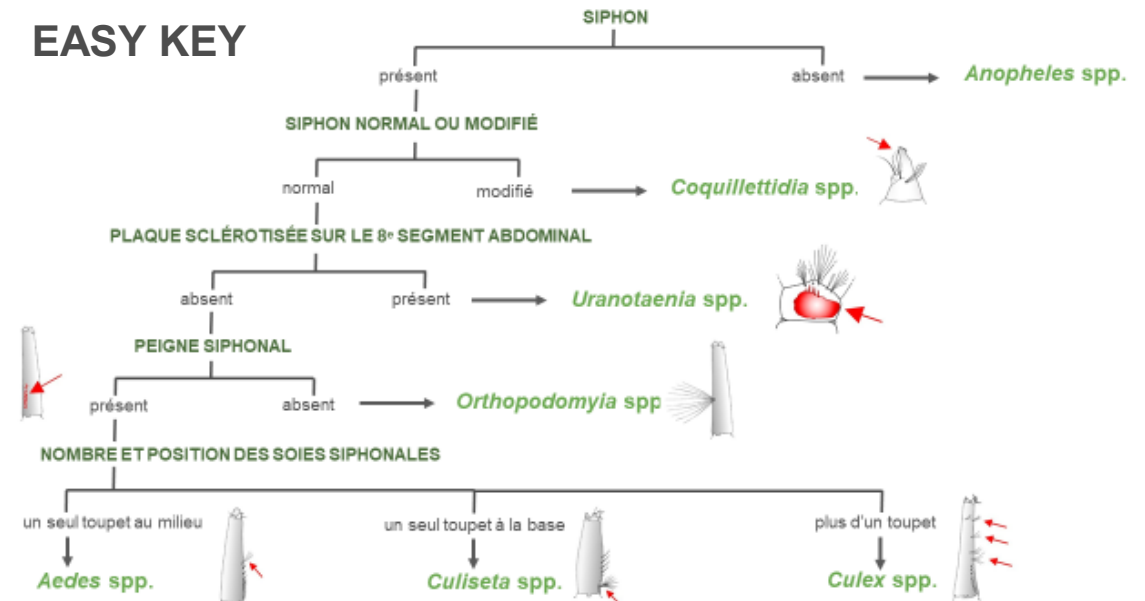 EASY KEY
SIPHON
présent
absent
Anopheles spp.
SIPHON NORMAL OU MODIFIÉ
normal
modifié
Coquillettidia spp.
PLAQUE SCLÉROTISÉE SUR LE 8e SEGMENT ABDOMINAL
absent
présent
Uranotaenia spp.
PEIGNE SIPHONAL
présent
absent
Orthopodomyia spp
NOMBRE ET POSITION DES SOIES SIPHONALES
un seul toupet au milieu
un seul toupet à la base
plus d'un toupet
Aedes spp.
Culiseta spp.
Culex spp.